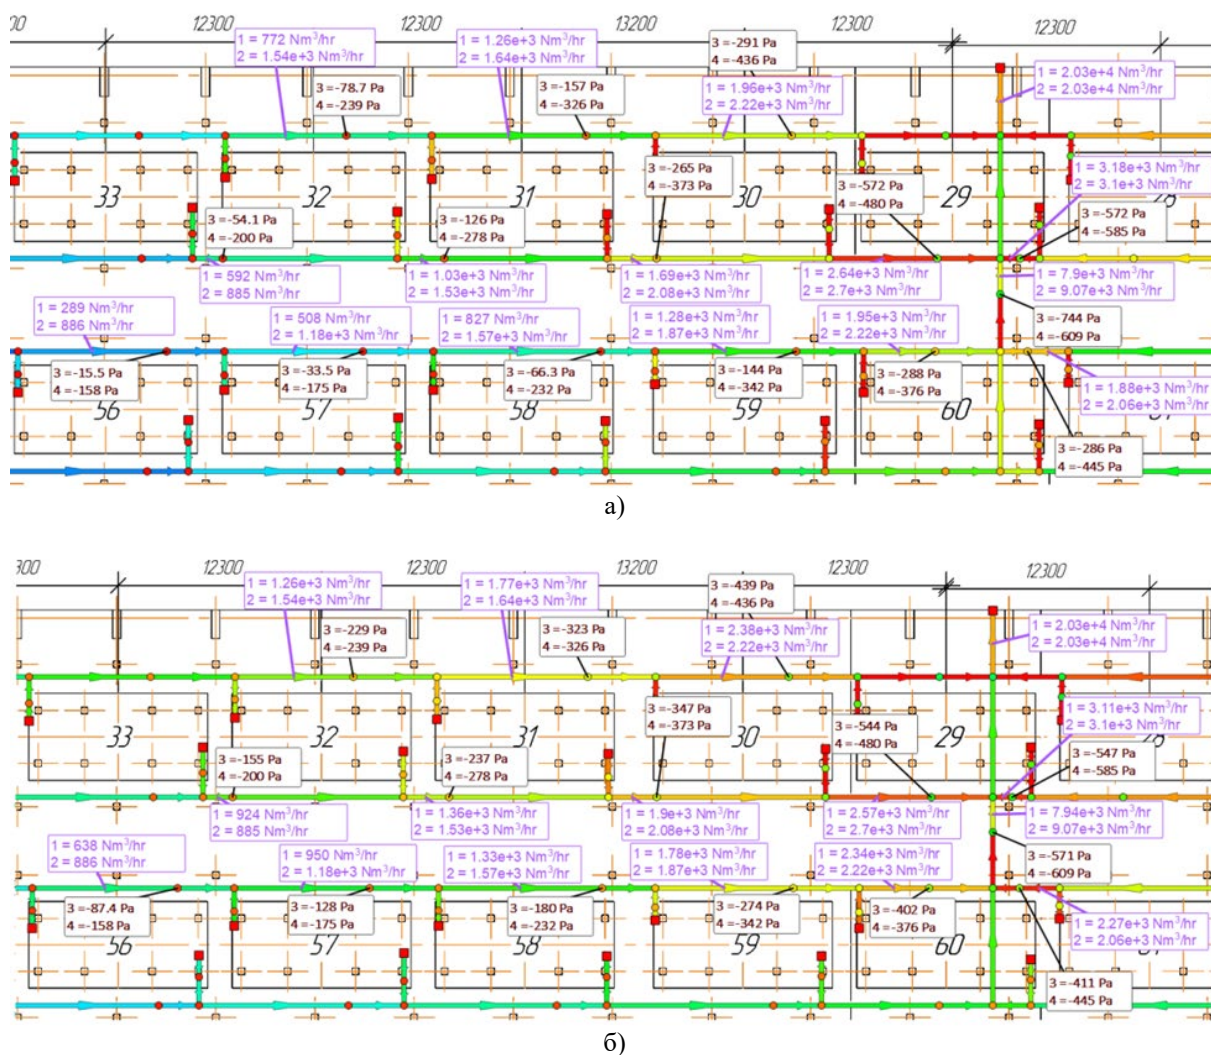 12300
12300
13200
12300
12300
1 = 772 Nm³/hr
2 = 1.54e+3 Nm³/hr
1 = 1.26e+3 Nm³/hr
2 = 1.64e+3 Nm³/hr
3 =-291 Pa
4 =-436 Pa
1 = 2.03e+4 Nm³/hr
2 = 2.03e+4 Nm³/hr
3 =-78.7 Pa
4 =-239 Pa
3 =-157 Pa
4 =-326 Pa
1 = 1.96e+3 Nm³/hr
2 = 2.22e+3 Nm³/hr
33
32
31
30
29
3 =-265 Pa
4 =-373 Pa
3 =-572 Pa
4 =-480 Pa
1 = 3.18e+3 Nm³/hr
2 = 3.1e+3 Nm³/hr
3 =-54.1 Pa
4 =-200 Pa
3 =-126 Pa
4 =-278 Pa
3 =-572 Pa
4 =-585 Pa
1 = 592 Nm³/hr
2 = 885 Nm³/hr
1 = 1.03e+3 Nm³/hr
2 = 1.53e+3 Nm³/hr
1 = 1.69e+3 Nm³/hr
2 = 2.08e+3 Nm³/hr
1 = 2.64e+3 Nm³/hr
2 = 2.7e+3 Nm³/hr
1 = 7.9e+3 Nm³/hr
2 = 9.07e+3 Nm³/hr
1 = 289 Nm³/hr
2 = 886 Nm³/hr
1 = 508 Nm³/hr
2 = 1.18e+3 Nm³/hr
1 = 827 Nm³/hr
2 = 1.57e+3 Nm³/hr
1 = 1.28e+3 Nm³/hr
2 = 1.87e+3 Nm³/hr
1 = 1.95e+3 Nm³/hr
2 = 2.22e+3 Nm³/hr
3 =-744 Pa
4 =-609 Pa
3 =-15.5 Pa
4 =-158 Pa
3 =-33.5 Pa
4 =-175 Pa
3 =-66.3 Pa
4 =-232 Pa
3 =-144 Pa
4 =-342 Pa
3 =-288 Pa
4 =-376 Pa
1 = 1.88e+3 Nm³/hr
2 = 2.06e+3 Nm³/hr
56
57
58
59
60
3 =-286 Pa
4 =-445 Pa
а)
12300
12300
13200
12300
12300
1 = 1.26e+3 Nm³/hr
2 = 1.54e+3 Nm³/hr
1 = 1.77e+3 Nm³/hr
2 = 1.64e+3 Nm³/hr
3 =-439 Pa
4 =-436 Pa
1 = 2.03e+4 Nm³/hr
2 = 2.03e+4 Nm³/hr
3 =-229 Pa
4 =-239 Pa
3 =-323 Pa
4 =-326 Pa
1 = 2.38e+3 Nm³/hr
2 = 2.22e+3 Nm³/hr
33
32
31
30
29
3 =-347 Pa
4 =-373 Pa
3 =-544 Pa
4 =-480 Pa
1 = 3.11e+3 Nm³/hr
2 = 3.1e+3 Nm³/hr
3 =-155 Pa
4 =-200 Pa
3 =-237 Pa
4 =-278 Pa
3 =-547 Pa
4 =-585 Pa
1 = 924 Nm³/hr
2 = 885 Nm³/hr
1 = 1.36e+3 Nm³/hr
2 = 1.53e+3 Nm³/hr
1 = 1.9e+3 Nm³/hr
2 = 2.08e+3 Nm³/hr
1 = 2.57e+3 Nm³/hr
2 = 2.7e+3 Nm³/hr
1 = 7.94e+3 Nm³/hr
2 = 9.07e+3 Nm³/hr
1 = 638 Nm³/hr
2 = 886 Nm³/hr
1 = 950 Nm³/hr
2 = 1.18e+3 Nm³/hr
1 = 1.33e+3 Nm³/hr
2 = 1.57e+3 Nm³/hr
1 = 1.78e+3 Nm³/hr
2 = 1.87e+3 Nm³/hr
1 = 2.34e+3 Nm³/hr
2 = 2.22e+3 Nm³/hr
3 =-571 Pa
4 =-609 Pa
3 =-87.4 Pa
4 =-158 Pa
3 =-128 Pa
4 =-175 Pa
3 =-180 Pa
4 =-232 Pa
3 =-274 Pa
4 =-342 Pa
3 =-402 Pa
4 =-376 Pa
1 = 2.27e+3 Nm³/hr
2 = 2.06e+3 Nm³/hr
56
57
58
59
60
3 =-411 Pa
4 =-445 Pa
б)